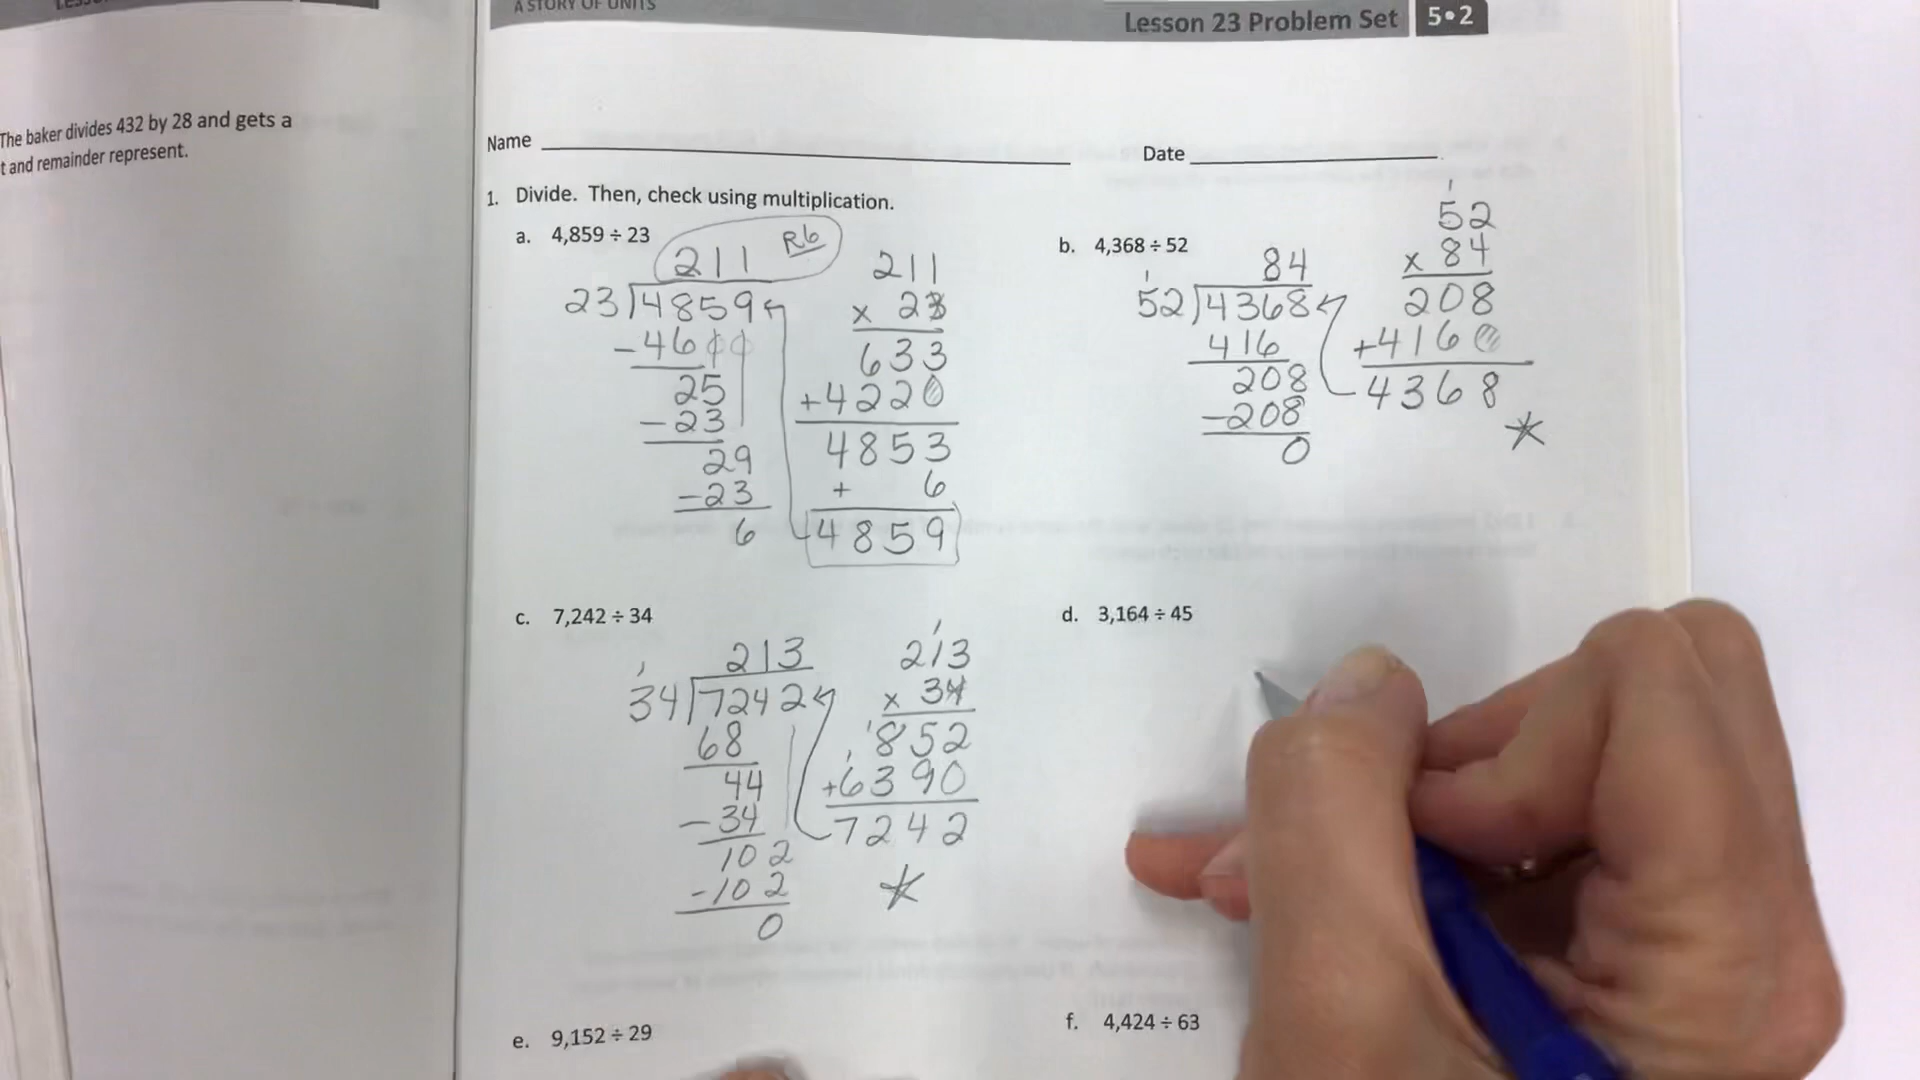 A STORY OF UNITS
Lesson 23 Problem Set 5•2
The baker divides 432 by 28 and gets a
t and remainder represent.
Name
Date
1. Divide. Then, check using multiplication.
a. 4,859 ÷ 23
211 R6
23)4859
-46
25
-23
29
-23
6
211
x 23
633
+4220
4853
+ 6
4859
b. 4,368 ÷ 52
84
1
52)4368
416
208
-208
0
1
52
x 84
208
+4160
4368
c. 7,242 ÷ 34
213
1
34)7242
68
44
-34
102
-102
0
1
213
x 34
852
+6390
7242
d. 3,164 ÷ 45
e. 9,152 ÷ 29
f. 4,424 ÷ 63